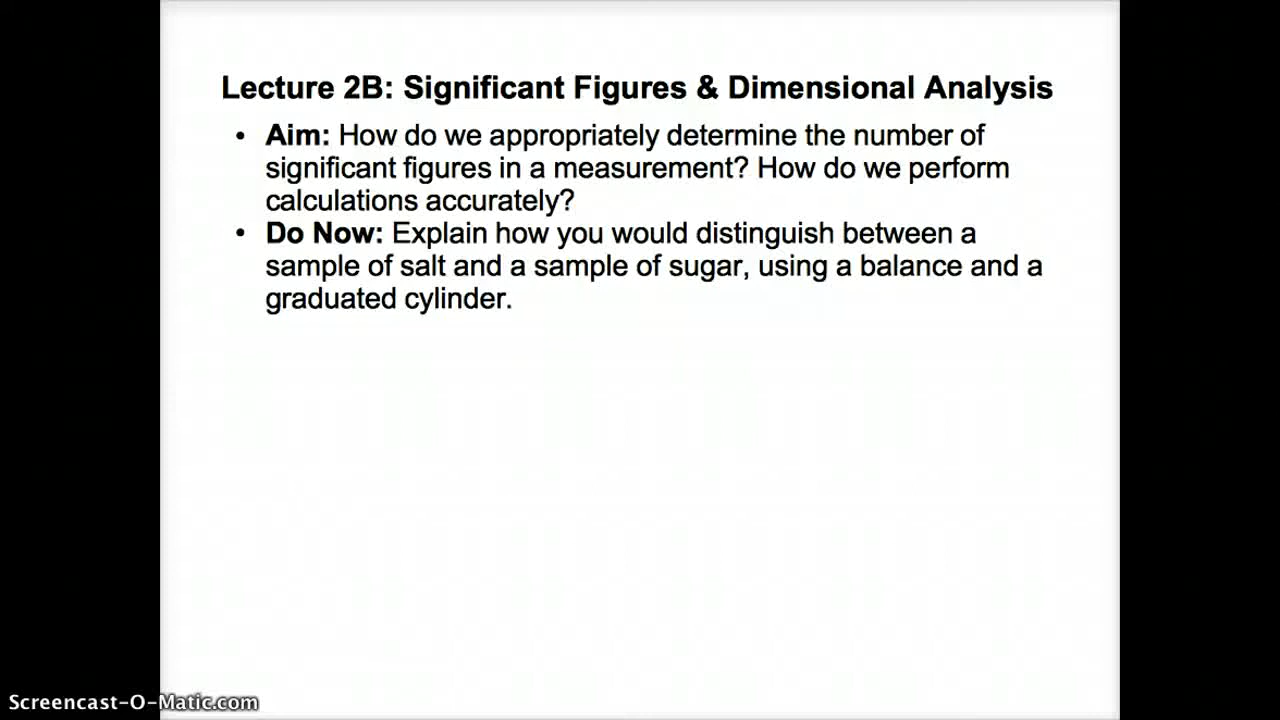 Lecture 2B: Significant Figures & Dimensional Analysis
• Aim: How do we appropriately determine the number of
significant figures in a measurement? How do we perform
calculations accurately?
• Do Now: Explain how you would distinguish between a
sample of salt and a sample of sugar, using a balance and a
graduated cylinder.
Screencast-O-Matic.com